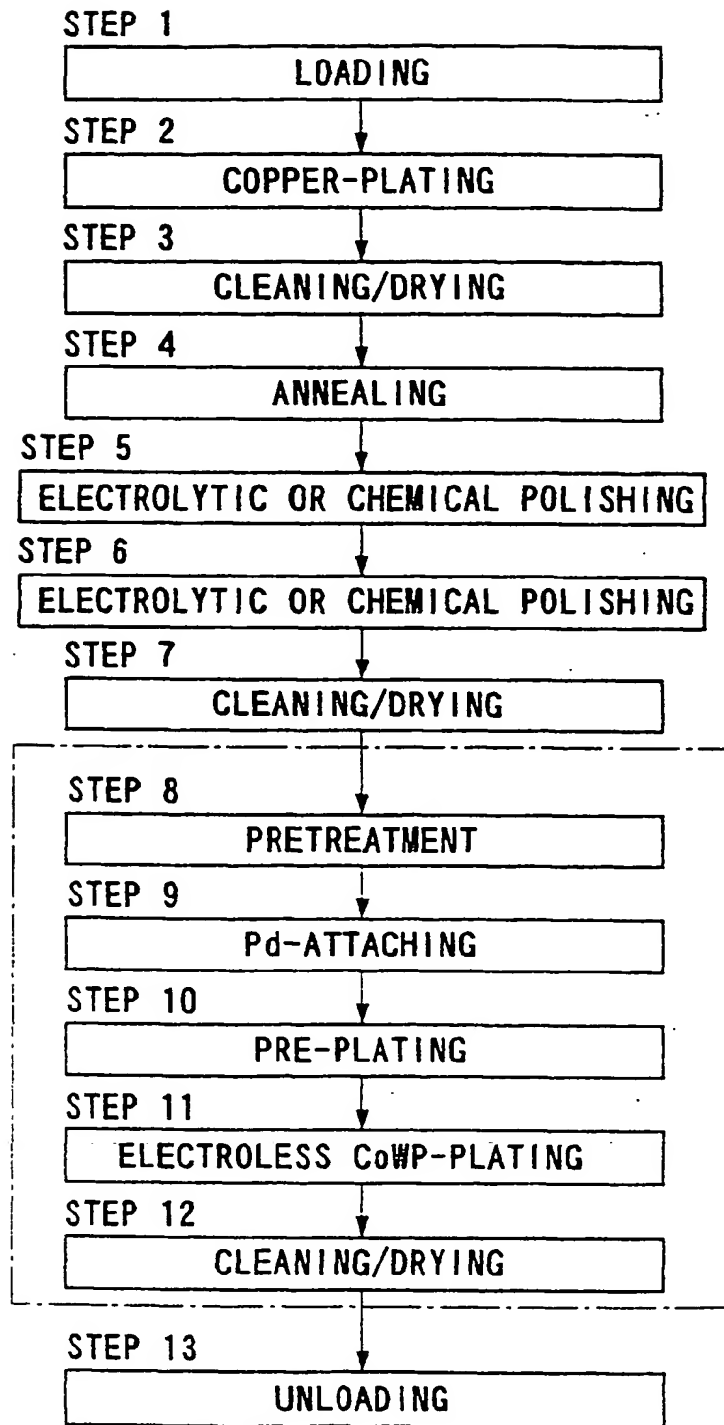 STEP 1
LOADING
STEP 2
COPPER-PLATING
STEP 3
CLEANING/DRYING
STEP 4
ANNEALING
STEP 5
ELECTROLYTIC OR CHEMICAL POLISHING
STEP 6
ELECTROLYTIC OR CHEMICAL POLISHING
STEP 7
CLEANING/DRYING
STEP 8
PRETREATMENT
STEP 9
Pd-ATTACHING
STEP 10
PRE-PLATING
STEP 11
ELECTROLESS CoWP-PLATING
STEP 12
CLEANING/DRYING
STEP 13
UNLOADING